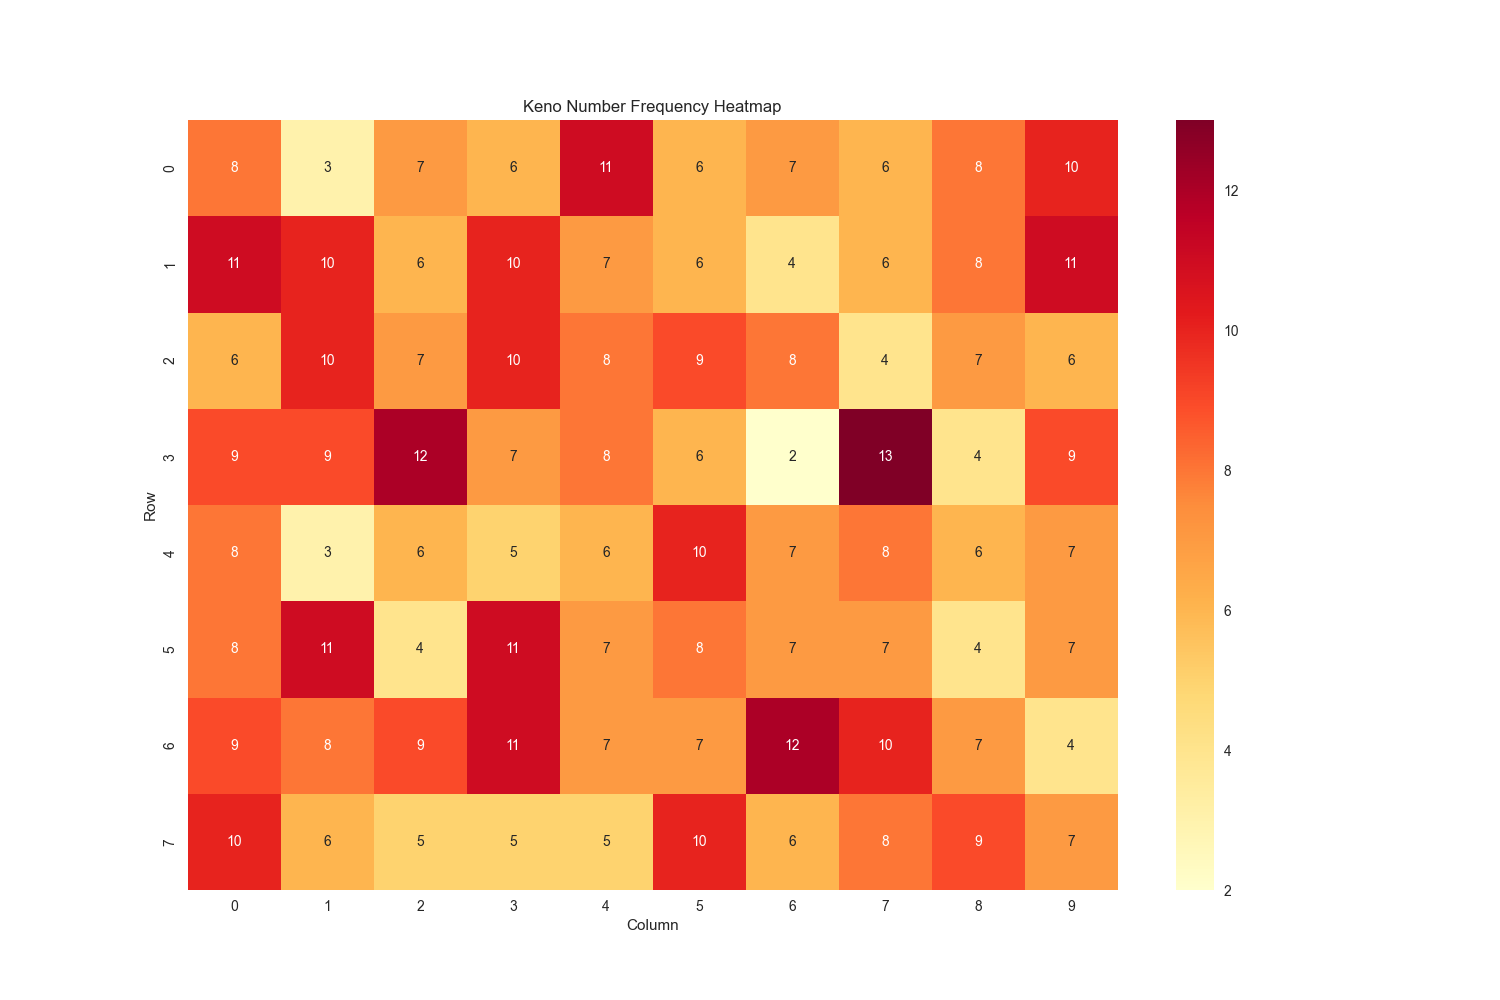 Keno Number Frequency Heatmap
0 8 3 7 6 11 6 7 6 8 10
12
1 11 10 6 10 7 6 4 6 8 11
10
2 6 10 7 10 8 9 8 4 7 6
3 9 9 12 7 8 6 2 13 4 9
8
Row
4 8 3 6 5 6 10 7 8 6 7
6
5 8 11 4 11 7 8 7 7 4 7
6 9 8 9 11 7 7 12 10 7 4
4
7 10 6 5 5 5 10 6 8 9 7
2
0 1 2 3 4 5 6 7 8 9
Column